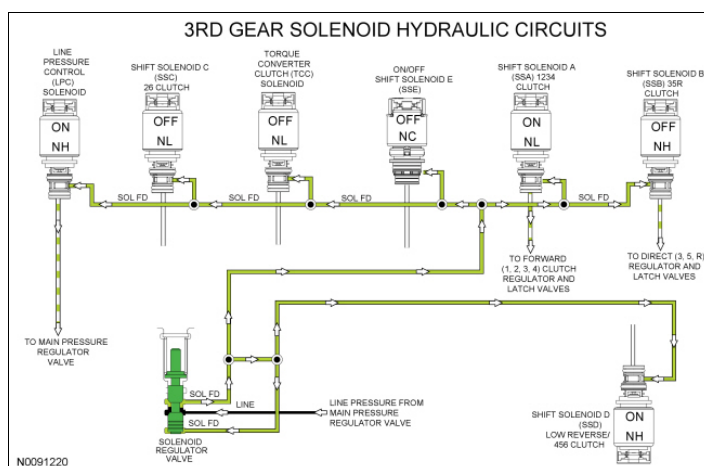 3RD GEAR SOLENOID HYDRAULIC CIRCUITS
LINE
PRESSURE
CONTROL
(LPC)
SOLENOID
ON
NH
SHIFT SOLENOID C
(SSC)
26 CLUTCH
OFF
NL
TORQUE
CONVERTER
CLUTCH (TCC)
SOLENOID
OFF
NL
ON/OFF
SHIFT SOLENOID E
(SSE)
OFF
NC
SHIFT SOLENOID A
(SSA) 1234
CLUTCH
ON
NL
SHIFT SOLENOID B
(SSB) 35R
CLUTCH
OFF
NH
SOL FD
SOL FD
SOL FD
SOL FD
SOL FD
TO FORWARD
(1, 2, 3, 4) CLUTCH
REGULATOR AND
LATCH VALVES
TO DIRECT (3, 5, R)
REGULATOR AND
LATCH VALVES
TO MAIN PRESSURE
REGULATOR
VALVE
SOL FD
LINE
LINE PRESSURE FROM
MAIN PRESSURE
REGULATOR VALVE
SOL FD
SOLENOID
REGULATOR
VALVE
SHIFT SOLENOID D
(SSD)
LOW REVERSE/
456 CLUTCH
ON
NH
N0091220